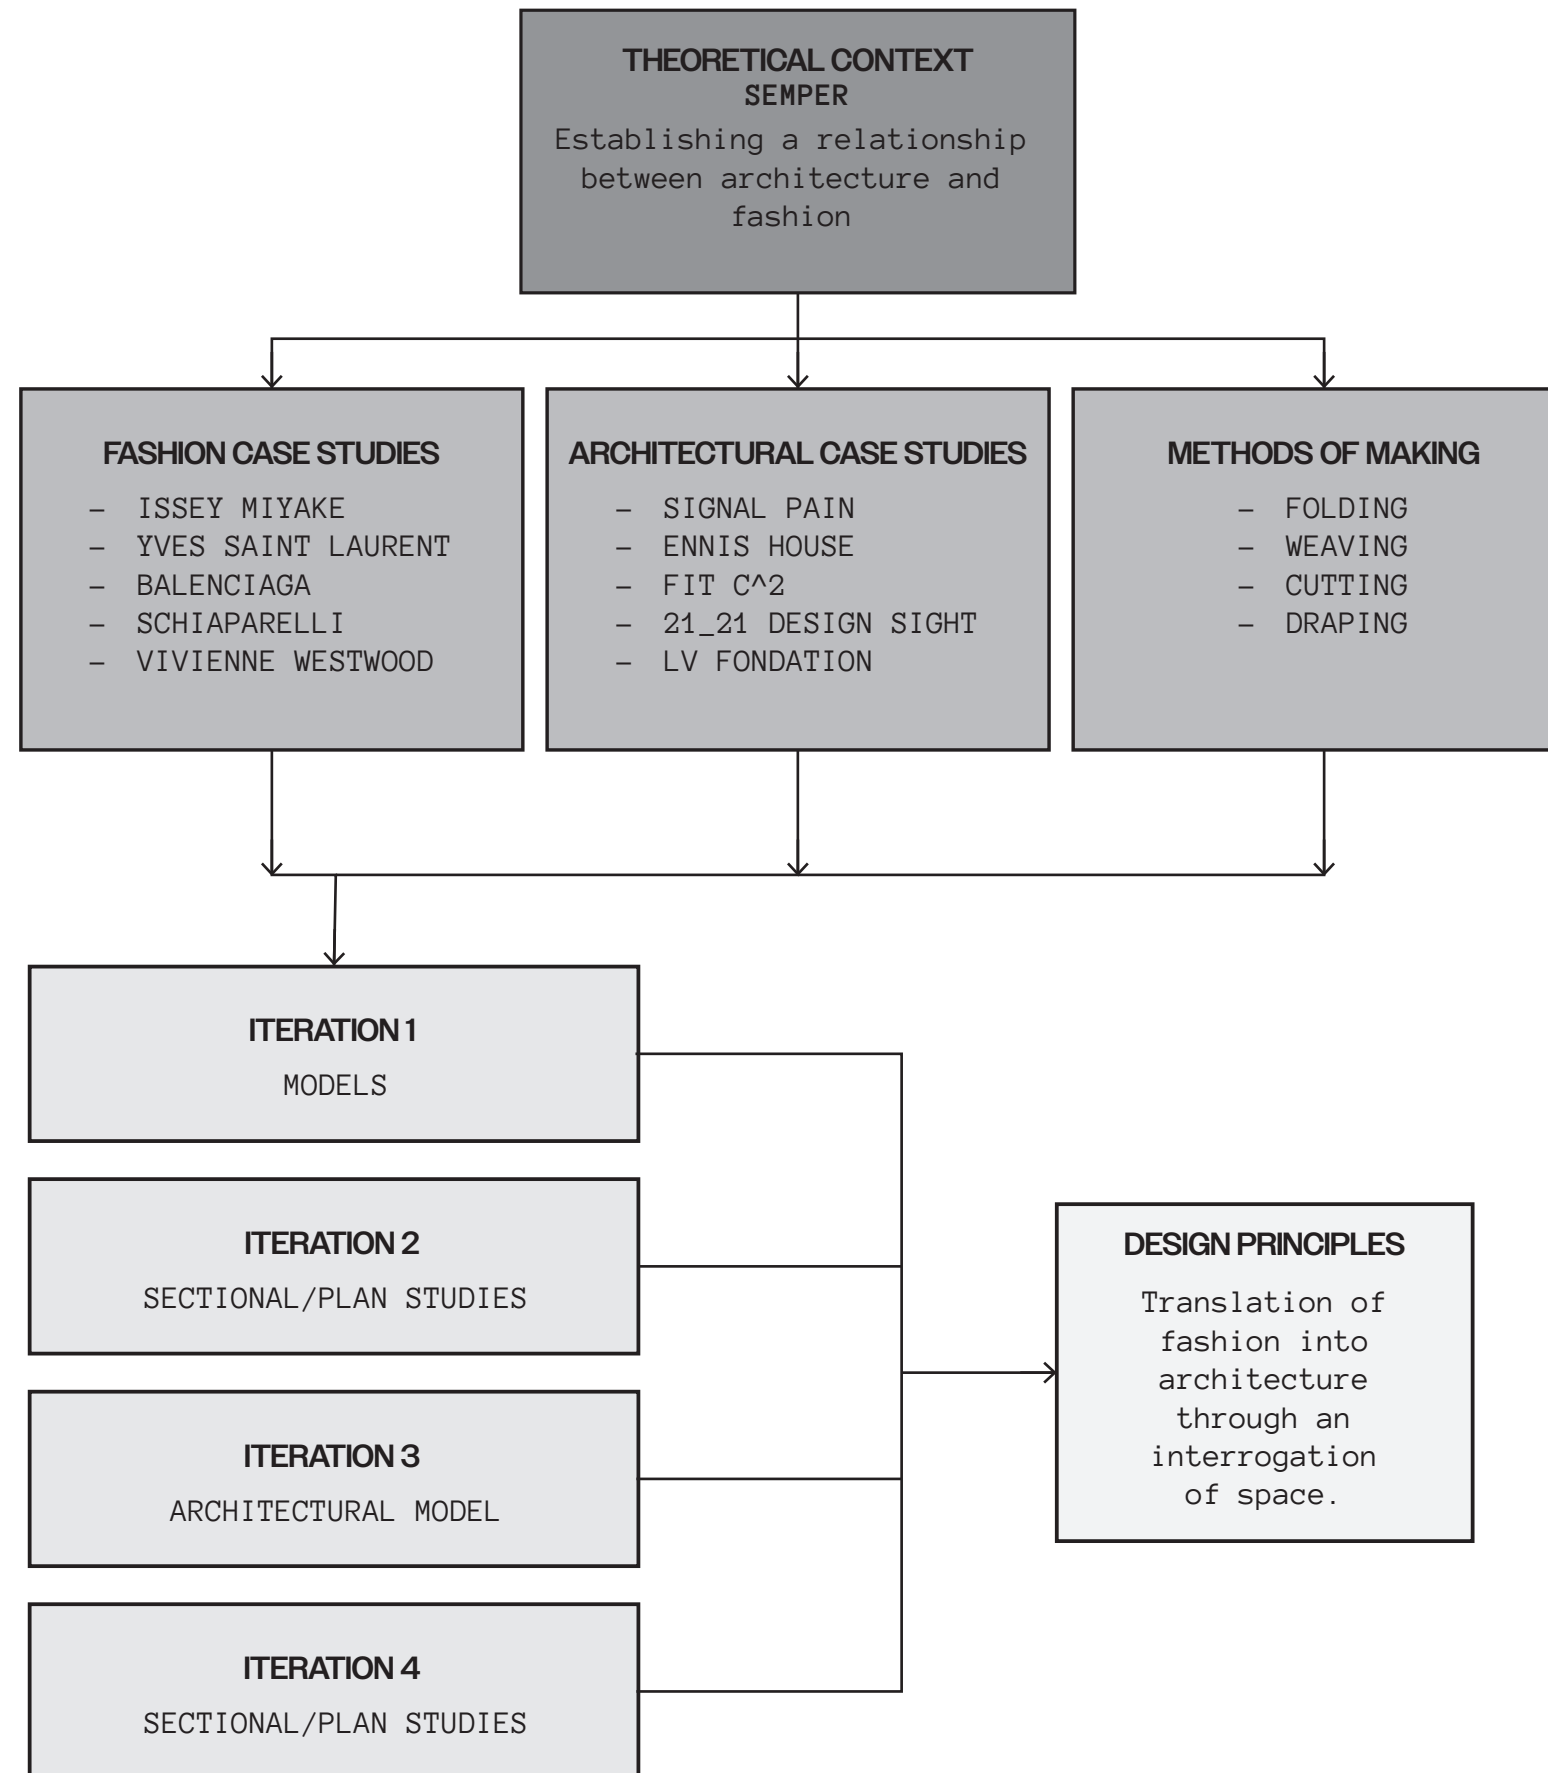 THEORETICAL CONTEXT
SEMPER
Establishing a relationship
between architecture and
fashion
FASHION CASE STUDIES
– ISSEY MIYAKE
– YVES SAINT LAURENT
– BALENCIAGA
– SCHIAPARELLI
– VIVIENNE WESTWOOD
ARCHITECTURAL CASE STUDIES
– SIGNAL PAIN
– ENNIS HOUSE
– FIT C^2
– 21_21 DESIGN SIGHT
– LV FONDATION
METHODS OF MAKING
– FOLDING
– WEAVING
– CUTTING
– DRAPING
ITERATION 1
MODELS
ITERATION 2
SECTIONAL/PLAN STUDIES
ITERATION 3
ARCHITECTURAL MODEL
ITERATION 4
SECTIONAL/PLAN STUDIES
DESIGN PRINCIPLES
Translation of
fashion into
architecture
through an
interrogation
of space.